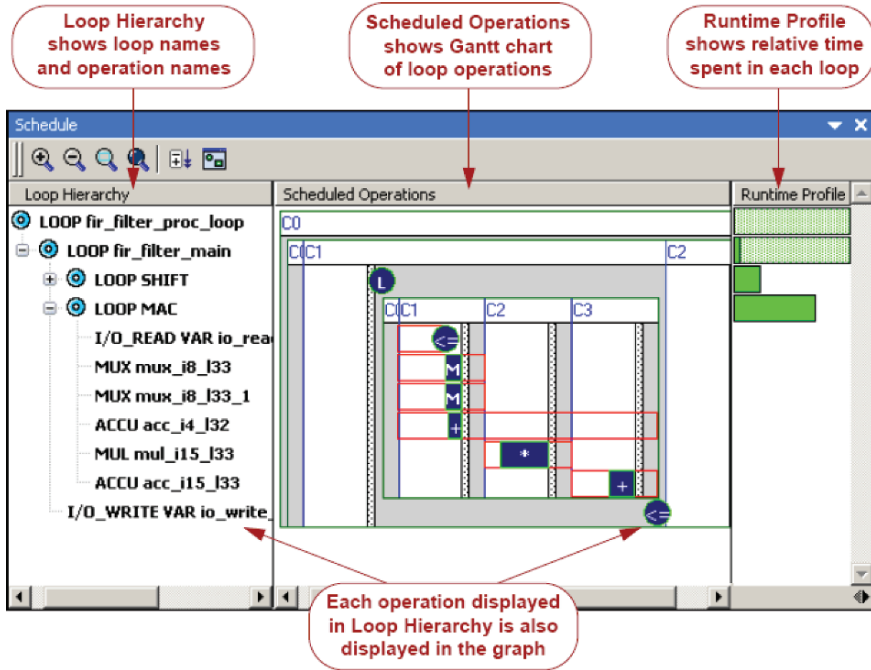 Loop Hierarchy
shows loop names
and operation names
Scheduled Operations
shows Gantt chart
of loop operations
Runtime Profile
shows relative time
spent in each loop
Schedule
Loop Hierarchy
Scheduled Operations
Runtime Profile
LOOP fir_filter_proc_loop
C0
LOOP fir_filter_main
C1
C2
LOOP SHIFT
L
LOOP MAC
C1
C2
C3
I/O_READ VAR io_rea
<=
MUX mux_i8_l33
M
MUX mux_i8_l33_1
M
ACCU acc_i4_l32
+
MUL mul_i15_l33
*
ACCU acc_i15_l33
+
I/O_WRITE VAR io_write_
<=
Each operation displayed
in Loop Hierarchy is also
displayed in the graph